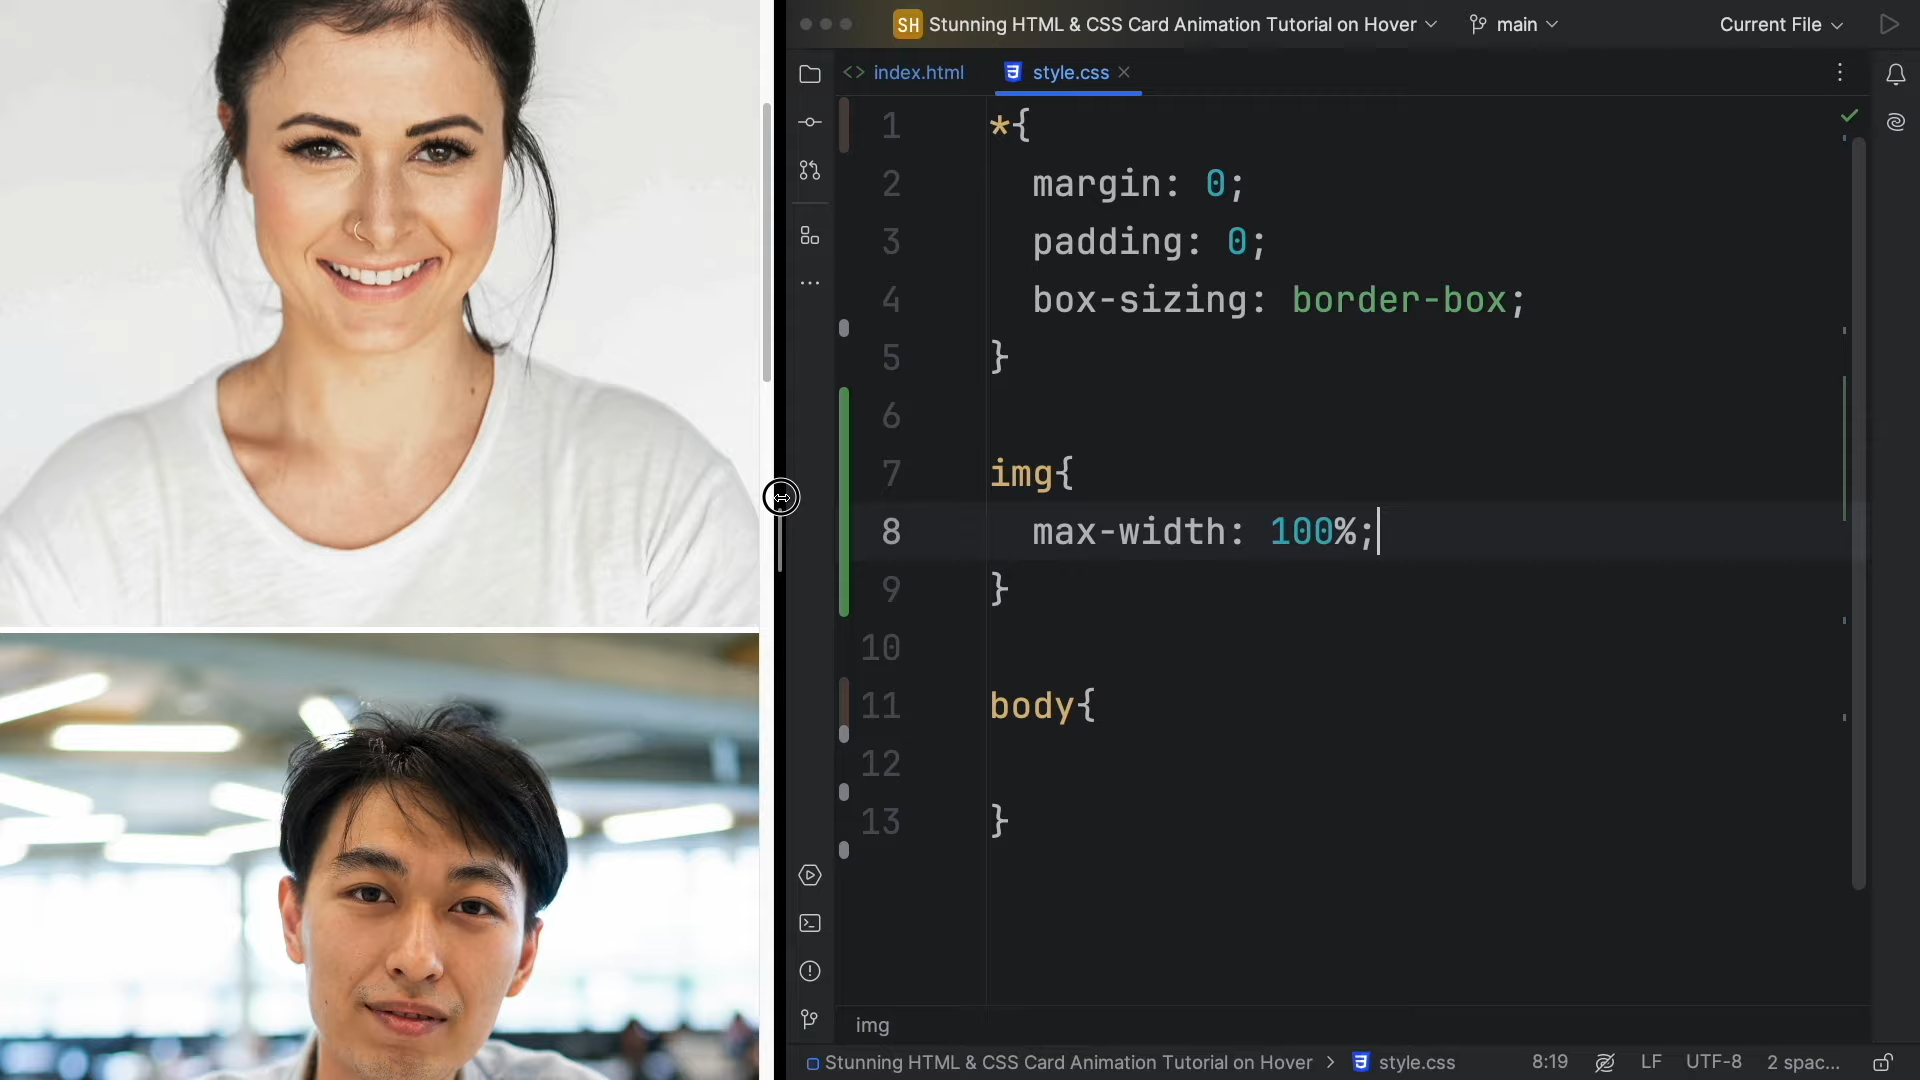 SH Stunning HTML & CSS Card Animation Tutorial on Hover main Current File
index.html style.css
1 *{
2 margin: 0;
3 padding: 0;
4 box-sizing: border-box;
5 }
6
7 img{
8 max-width: 100%;
9 }
10
11 body{
12
13 }
img
Stunning HTML & CSS Card Animation Tutorial on Hover > style.css 8:19 LF UTF-8 2 spac...